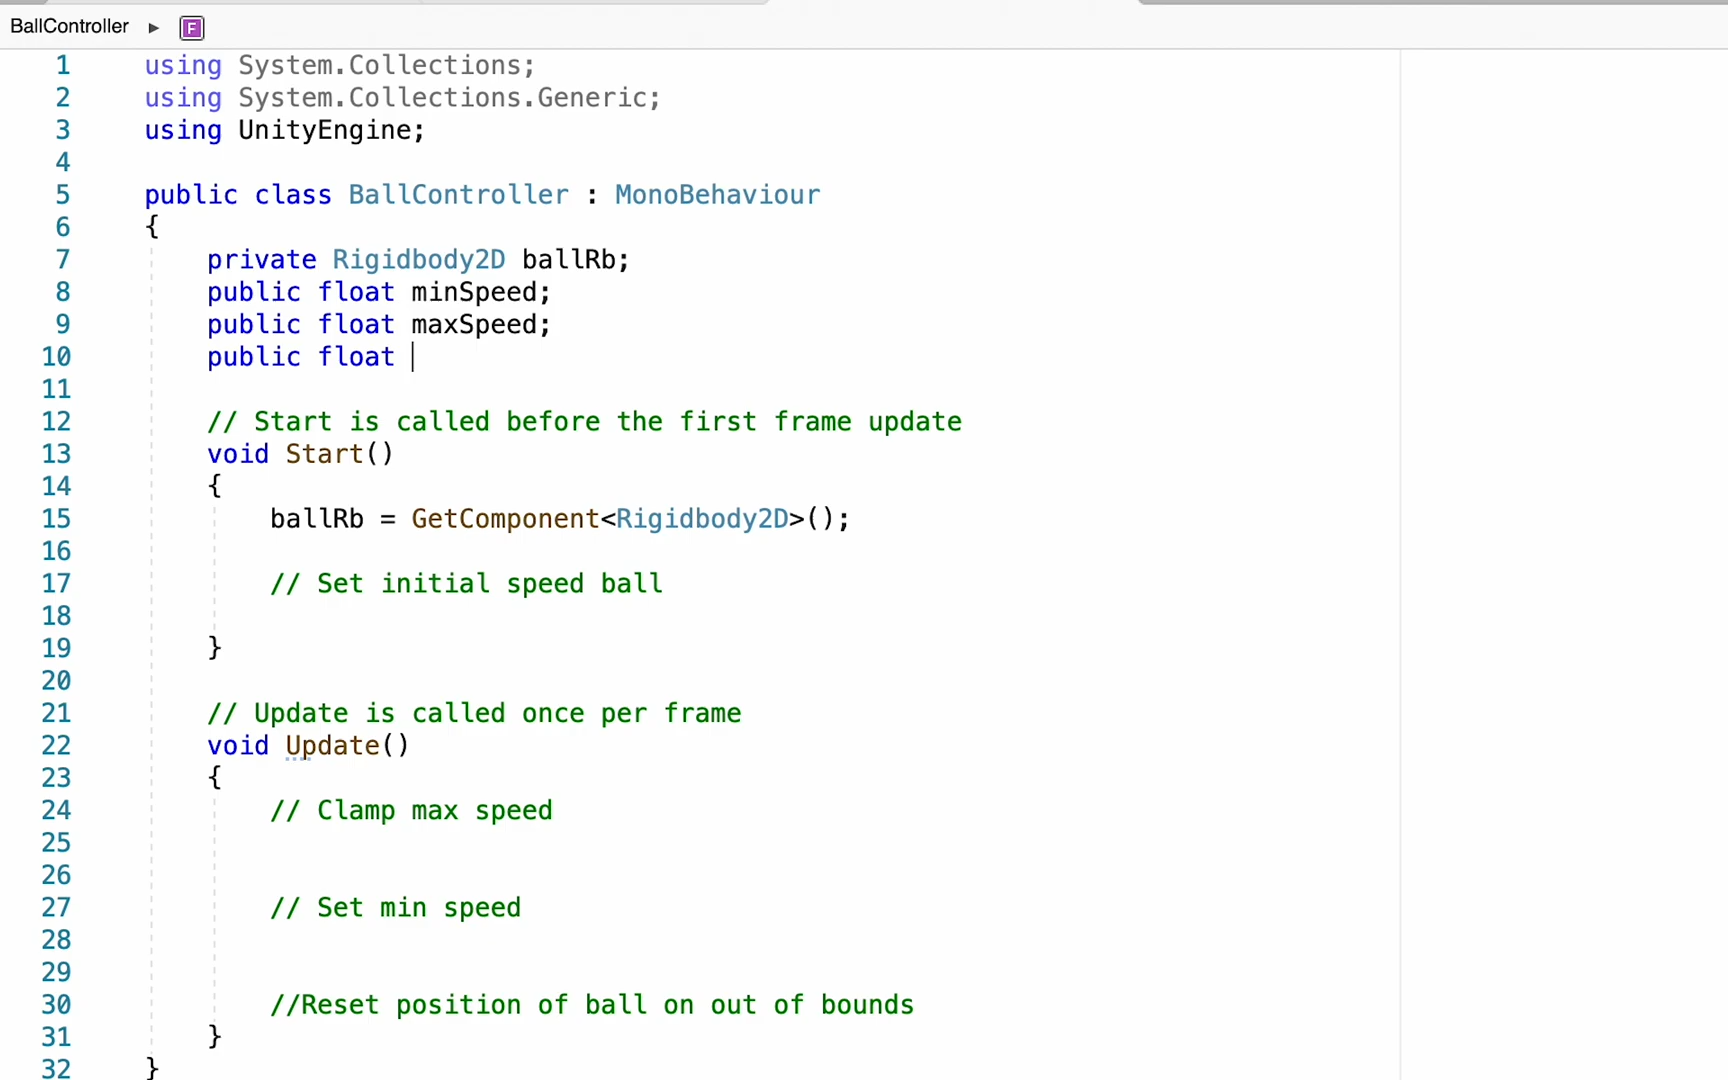 BallController ▸ F
1 using System.Collections;
2 using System.Collections.Generic;
3 using UnityEngine;
4
5 public class BallController : MonoBehaviour
6 {
7 private Rigidbody2D ballRb;
8 public float minSpeed;
9 public float maxSpeed;
10 public float
11
12 // Start is called before the first frame update
13 void Start()
14 {
15 ballRb = GetComponent<Rigidbody2D>();
16
17 // Set initial speed ball
18
19 }
20
21 // Update is called once per frame
22 void Update()
23 {
24 // Clamp max speed
25
26
27 // Set min speed
28
29
30 //Reset position of ball on out of bounds
31 }
32 }